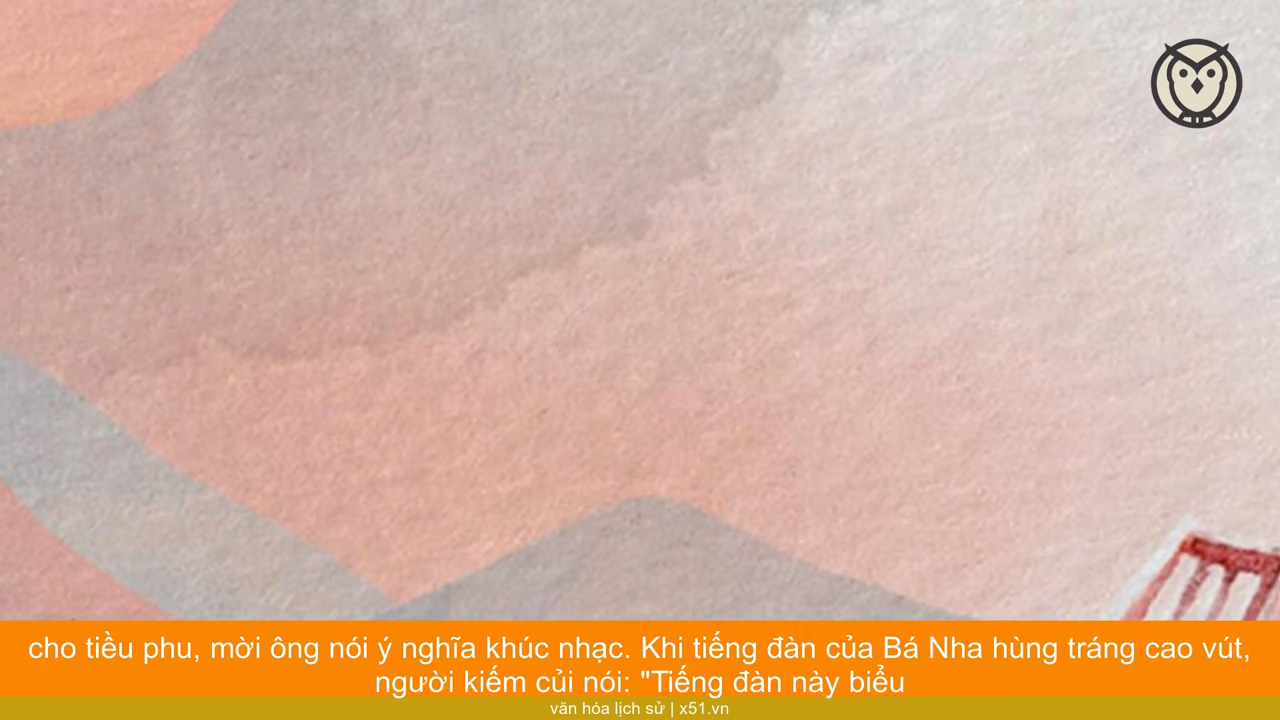 cho tiều phu, mời ông nói ý nghĩa khúc nhạc. Khi tiếng đàn của Bá Nha hùng tráng cao vút,
người kiếm củi nói: "Tiếng đàn này biểu
văn hóa lịch sử | x51.vn